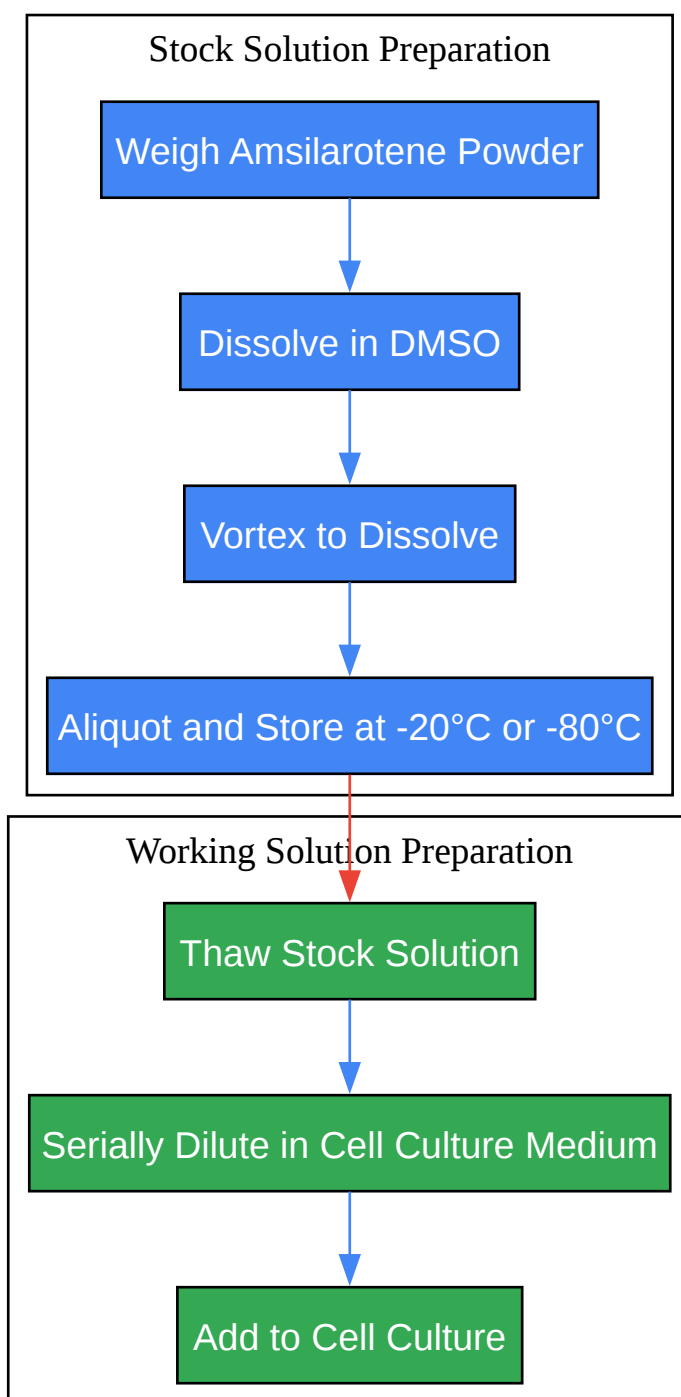 Stock Solution Preparation
Weigh Amsilarotene Powder
Dissolve in DMSO
Vortex to Dissolve
Aliquot and Store at -20°C or -80°C
Working Solution Preparation
Thaw Stock Solution
Serially Dilute in Cell Culture Medium
Add to Cell Culture